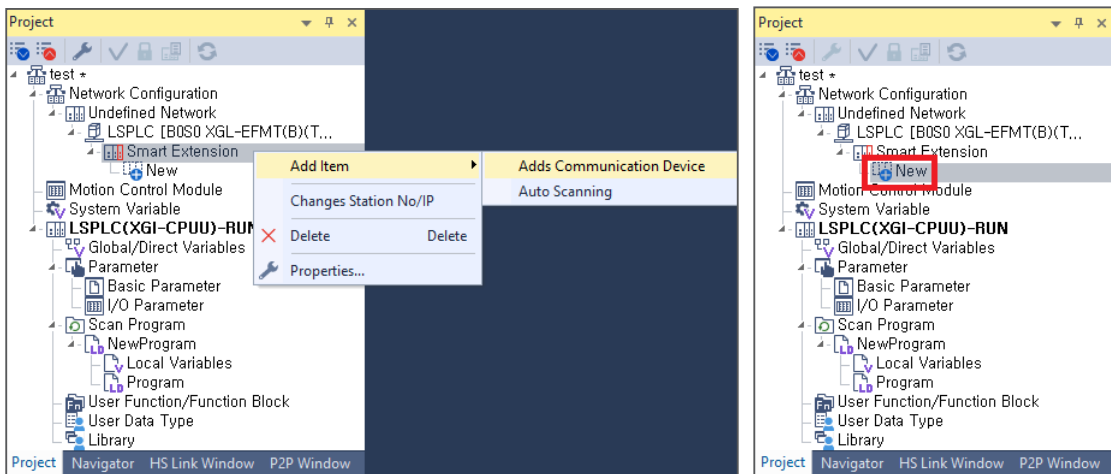 Project
test *
Network Configuration
Undefined Network
LSPLC [B0S0 XGL-EFMT(B)(T...
Smart Extension
New
Motion Control Module
System Variable
LSPLC(XGI-CPUU)-RUN
Global/Direct Variables
Parameter
Basic Parameter
I/O Parameter
Scan Program
NewProgram
Local Variables
Program
User Function/Function Block
User Data Type
Library
Project Navigator HS Link Window P2P Window
Add Item
Changes Station No/IP
Delete Delete
Properties...
Adds Communication Device
Auto Scanning
Project
test *
Network Configuration
Undefined Network
LSPLC [B0S0 XGL-EFMT(B)(T...
Smart Extension
New
Motion Control Module
System Variable
LSPLC(XGI-CPUU)-RUN
Global/Direct Variables
Parameter
Basic Parameter
I/O Parameter
Scan Program
NewProgram
Local Variables
Program
User Function/Function Block
User Data Type
Library
Project Navigator HS Link Window P2P Window